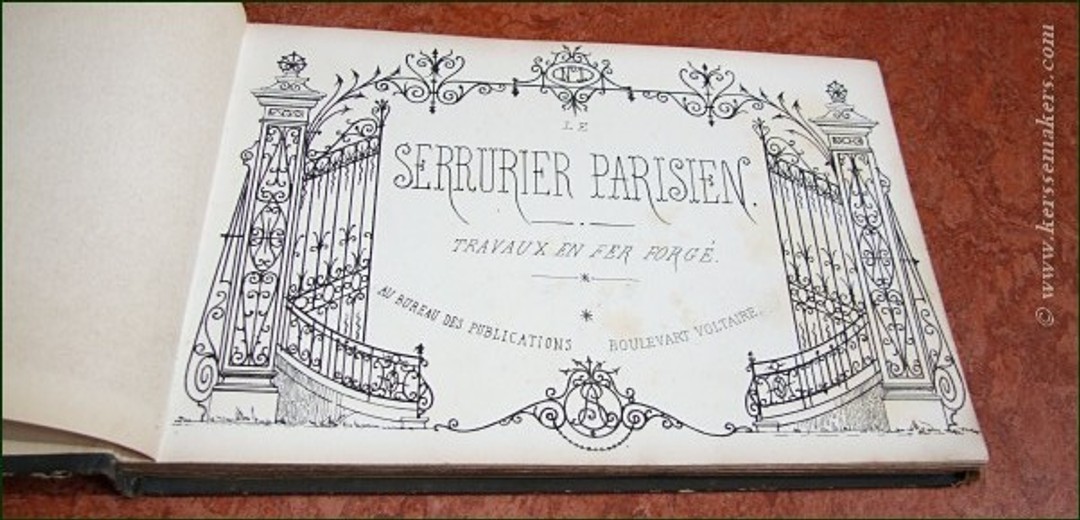 Nº 1
LE
SERRURIER PARISIEN.
TRAVAUX EN FER FORGÉ.
AU BUREAU DES PUBLICATIONS BOULEVART VOLTAIRE.
© www.kerssemakers.com